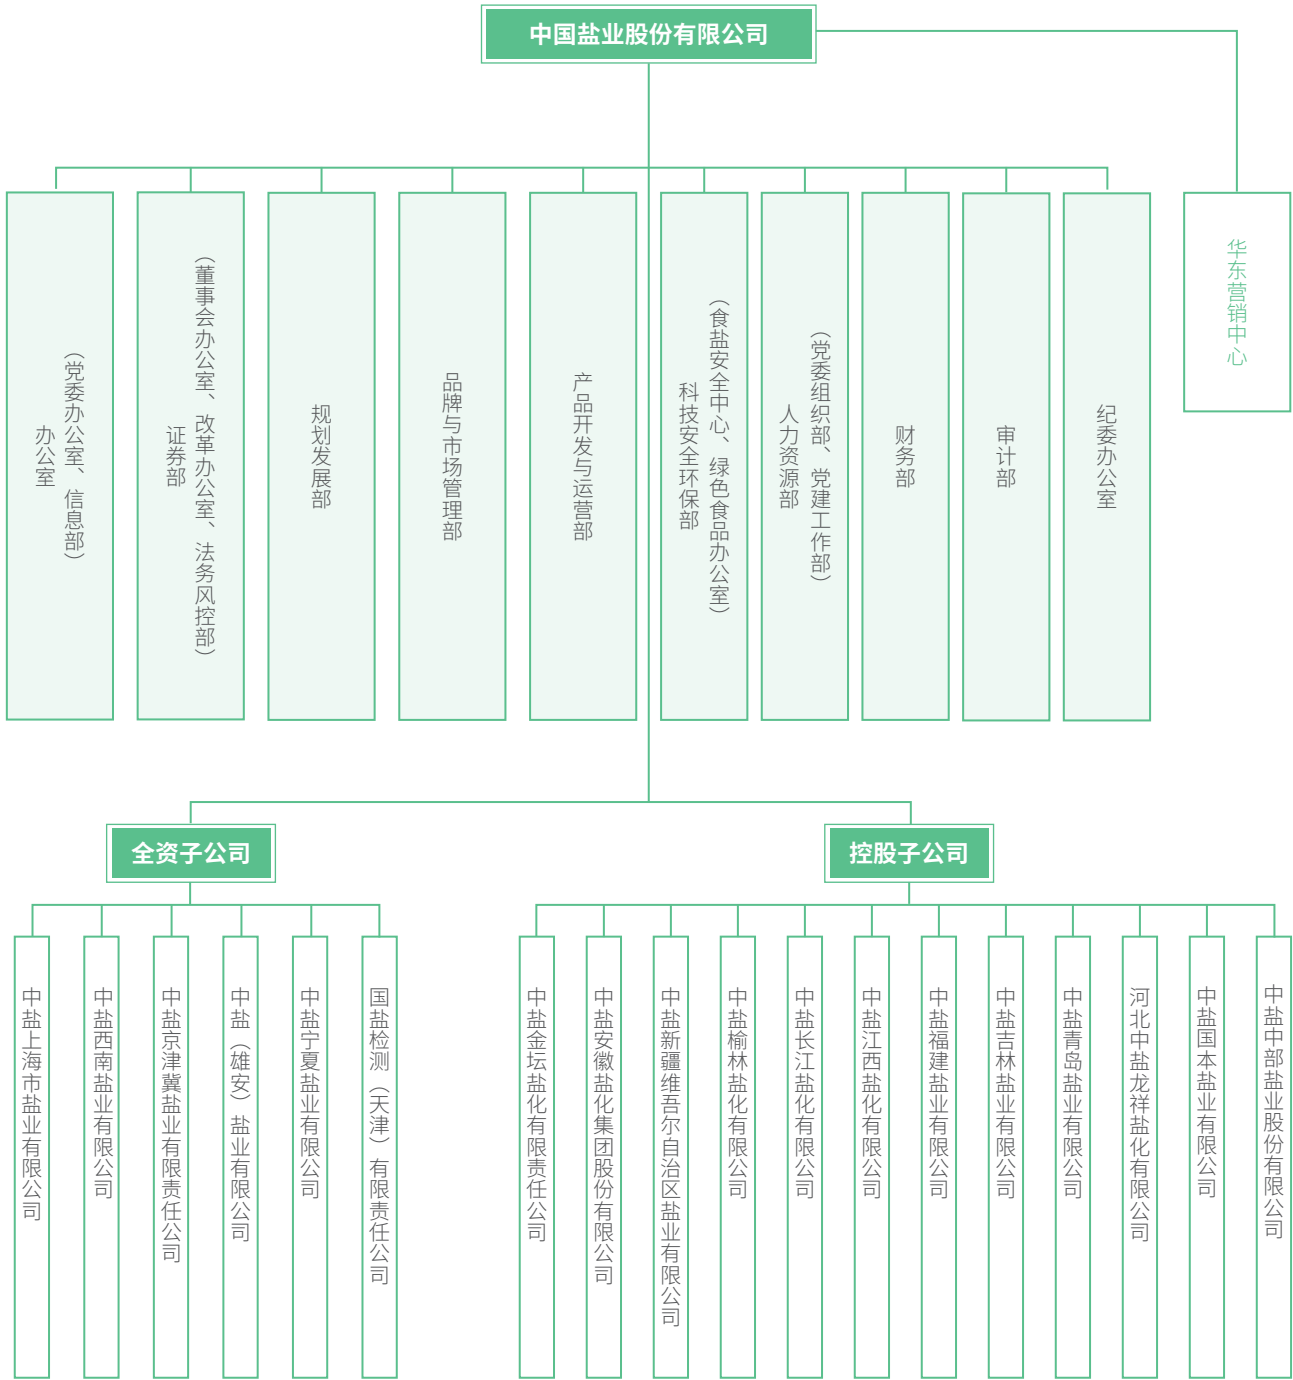 中国盐业股份有限公司
办公室
（党委办公室、信息部）
证券部
（董事会办公室、改革办公室、法务风控部）
规划发展部
品牌与市场管理部
产品开发与运营部
科技安全环保部
（食盐安全中心、绿色食品办公室）
人力资源部
（党委组织部、党建工作部）
财务部
审计部
纪委办公室
华东营销中心
全资子公司
控股子公司
中盐上海市盐业有限公司
中盐西南盐业有限公司
中盐京津冀盐业有限责任公司
中盐（雄安）盐业有限公司
中盐宁夏盐业有限公司
国盐检测（天津）有限责任公司
中盐金坛盐化有限责任公司
中盐安徽盐化集团股份有限公司
中盐新疆维吾尔自治区盐业有限公司
中盐榆林盐化有限公司
中盐长江盐化有限公司
中盐江西盐化有限公司
中盐福建盐业有限公司
中盐吉林盐业有限公司
中盐青岛盐业有限公司
河北中盐龙祥盐化有限公司
中盐国本盐业有限公司
中盐中部盐业股份有限公司